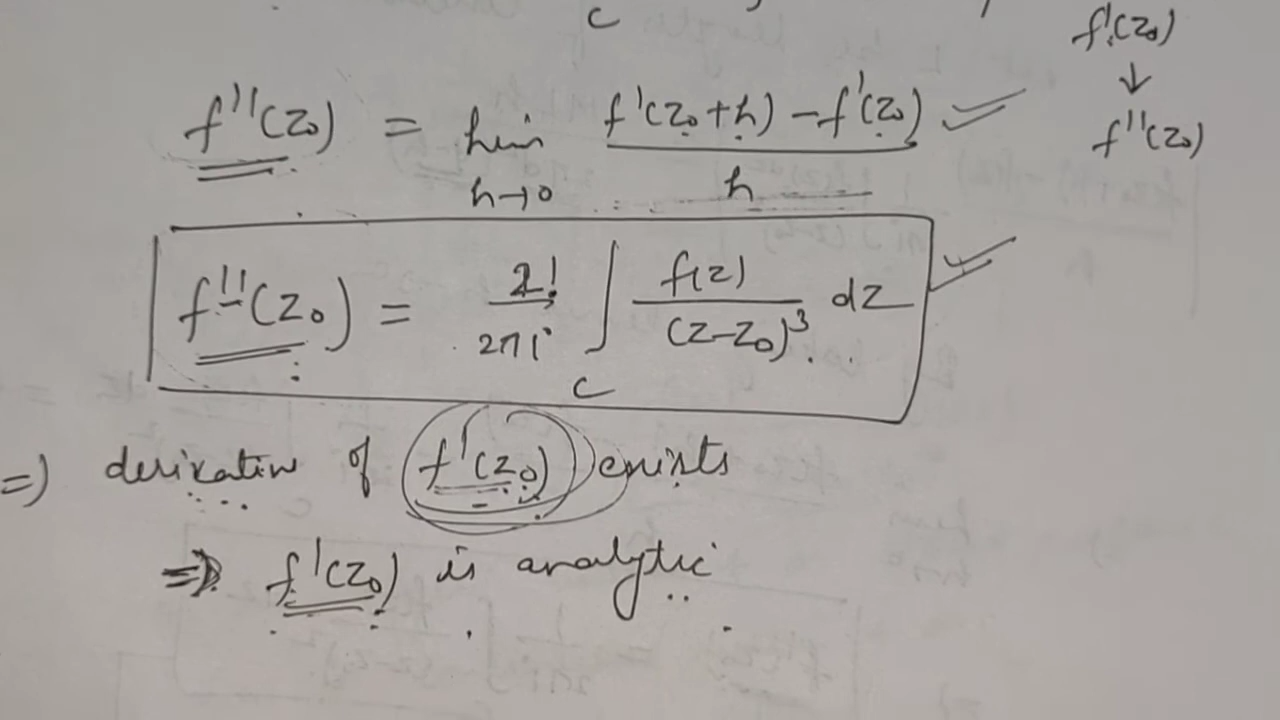 c
f'(z₀)
↓
f''(z₀)
f''(z₀) = lim h→0 f'(z₀+h) - f'(z₀) / h
f''(z₀) = 2!/2πi ∫c f(z)/(z-z₀)³ dz
=) derivative of f'(z₀) exists
=> f'(z₀) is analytic